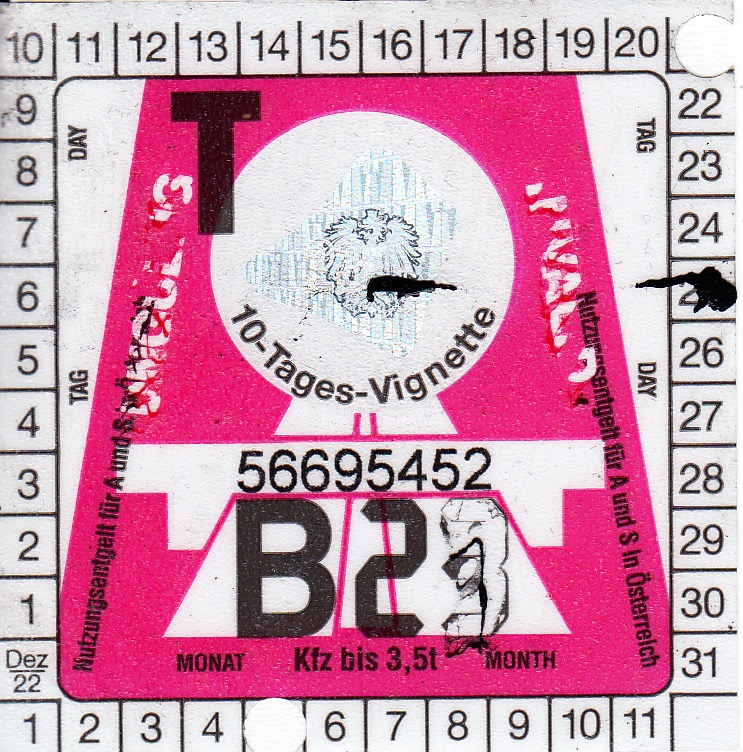 10 11 12 13 14 15 16 17 18 19 20
9
8
7
6
5
4
3
2
1
Dez
22
DAY
TAG
T
TAG
22
23
24
26
27
28
29
30
31
DAY
10-Tages-Vignette
Nutzungsentgelt für A und S
Nutzungsentgelt für A und S in Österreich
56695452
B2
MONAT Kfz bis 3,5t MONTH
1 2 3 4 6 7 8 9 10 11